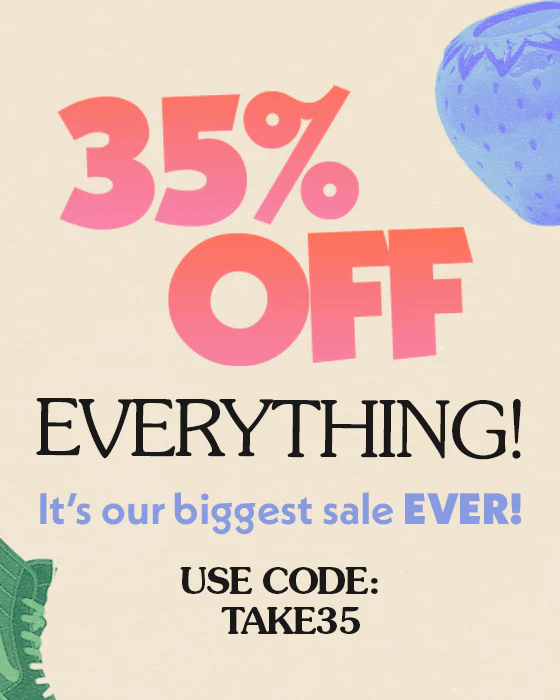 35%
OFF
EVERYTHING!
It's our biggest sale EVER!
USE CODE:
TAKE35